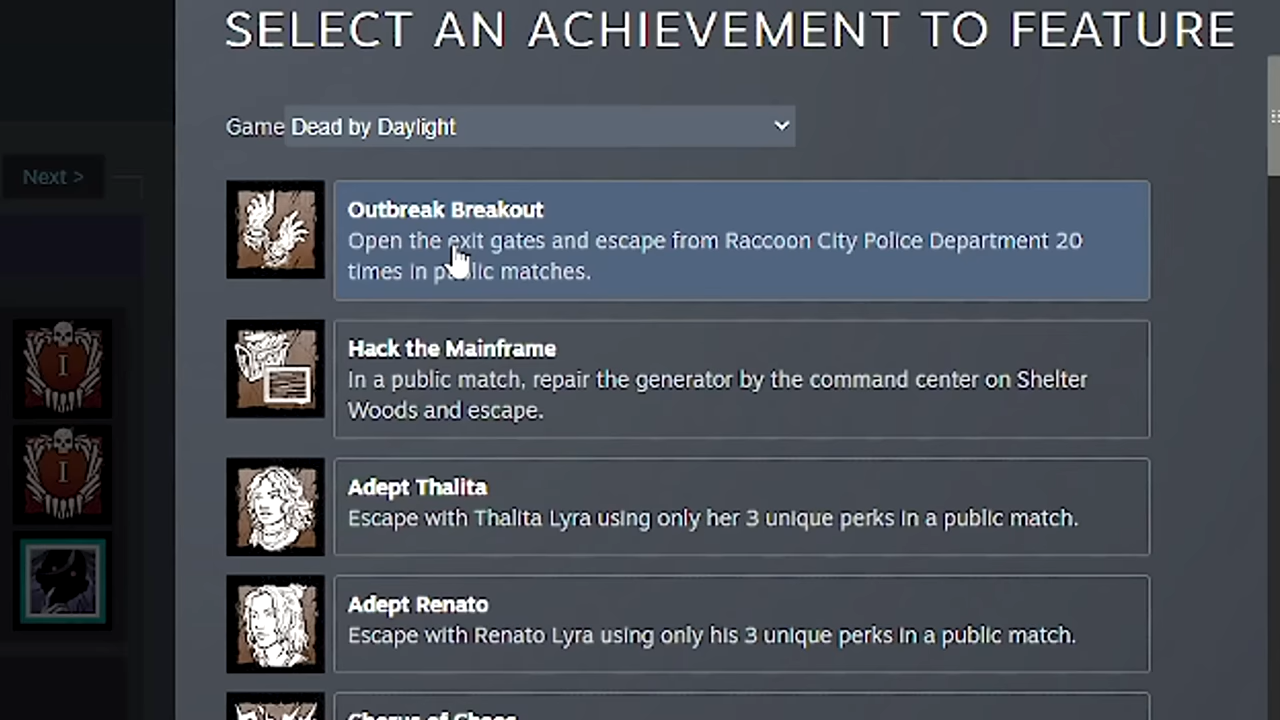 SELECT AN ACHIEVEMENT TO FEATURE
Game Dead by Daylight
Next >
Outbreak Breakout
Open the exit gates and escape from Raccoon City Police Department 20
times in public matches.
Hack the Mainframe
In a public match, repair the generator by the command center on Shelter
Woods and escape.
Adept Thalita
Escape with Thalita Lyra using only her 3 unique perks in a public match.
Adept Renato
Escape with Renato Lyra using only his 3 unique perks in a public match.
Chorus of Chaos
I
I